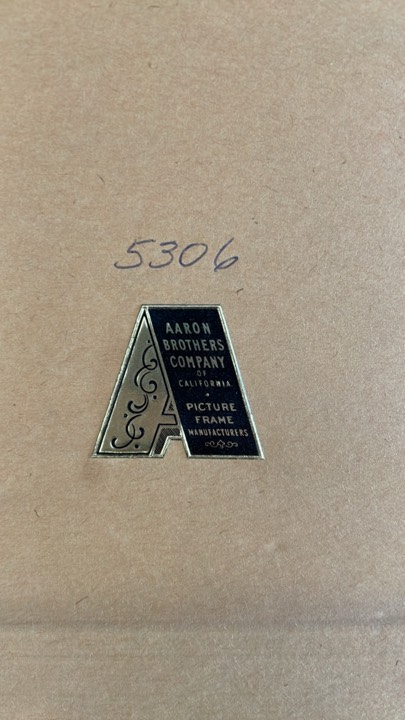 5306
AARON
BROTHERS
COMPANY
OF
CALIFORNIA
PICTURE
FRAME
MANUFACTURERS